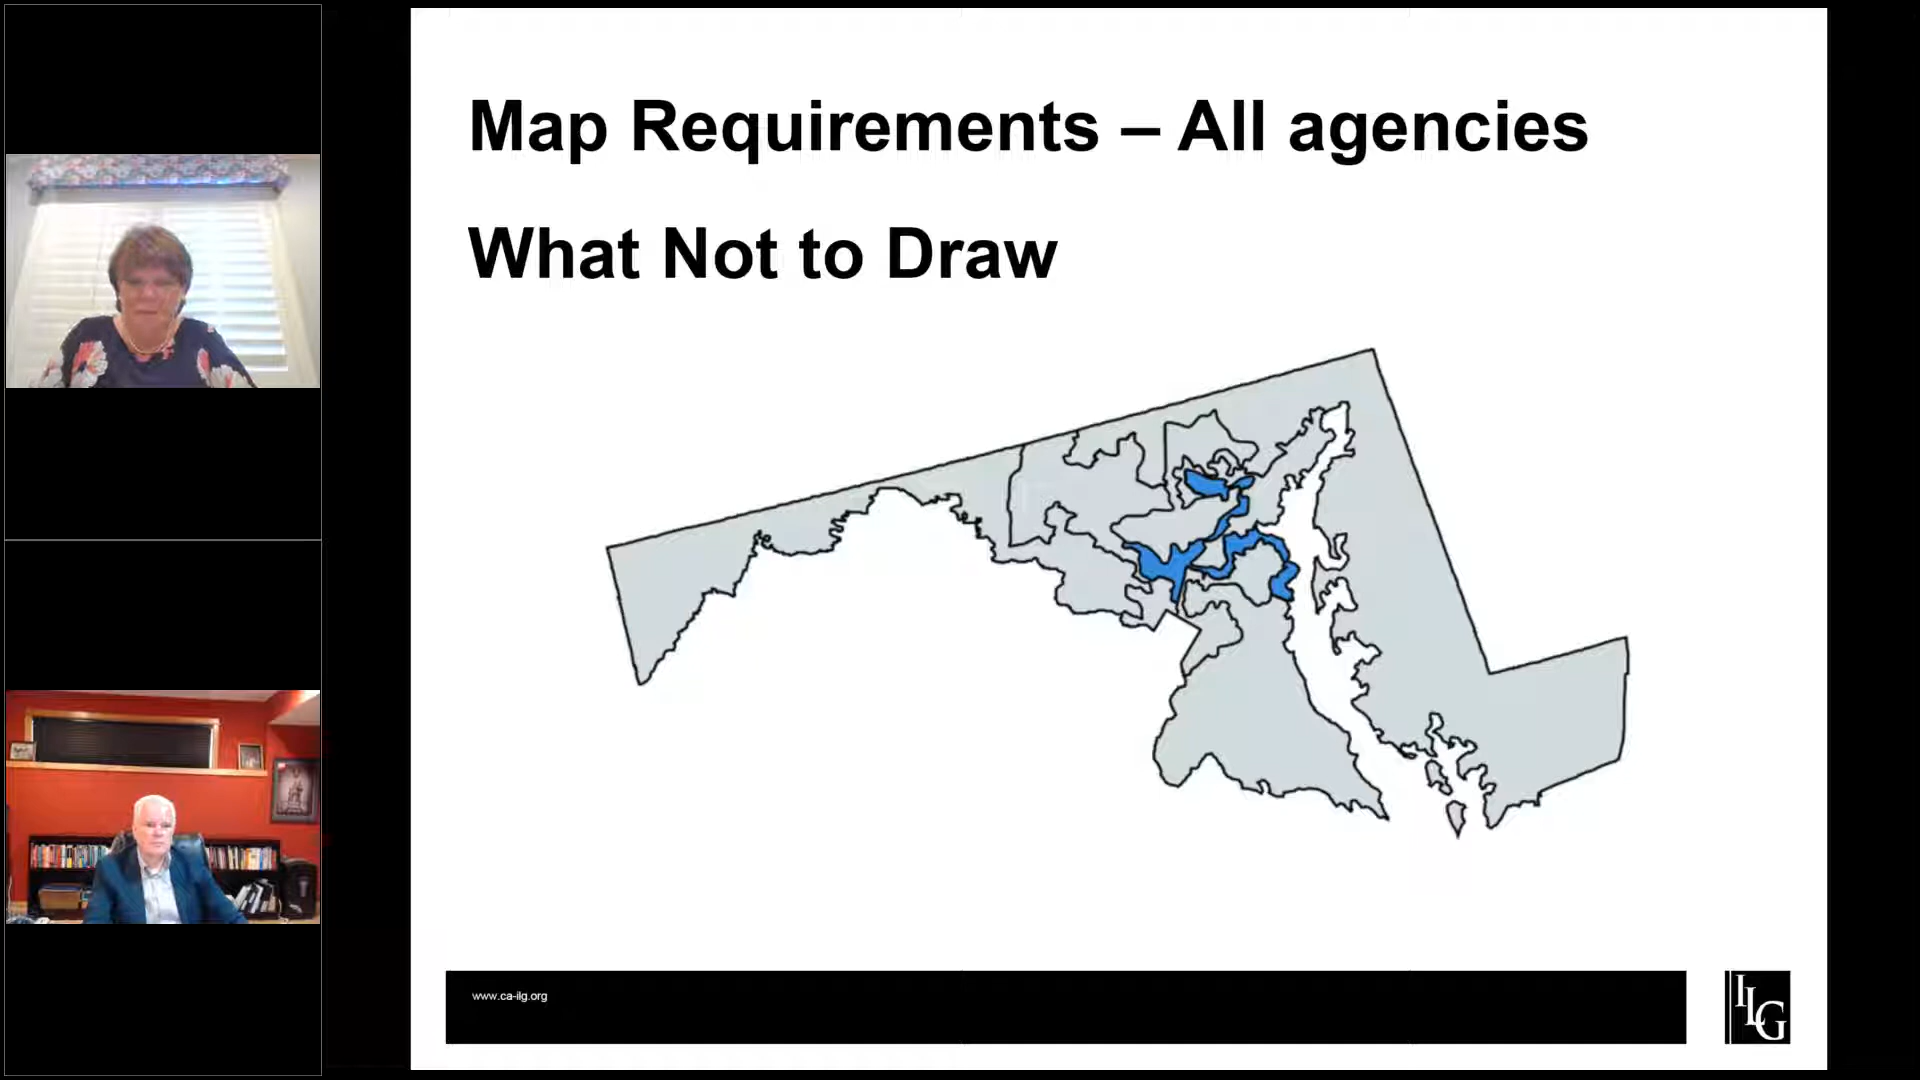 Map Requirements – All agencies
What Not to Draw
www.ca-ilg.org
ILG